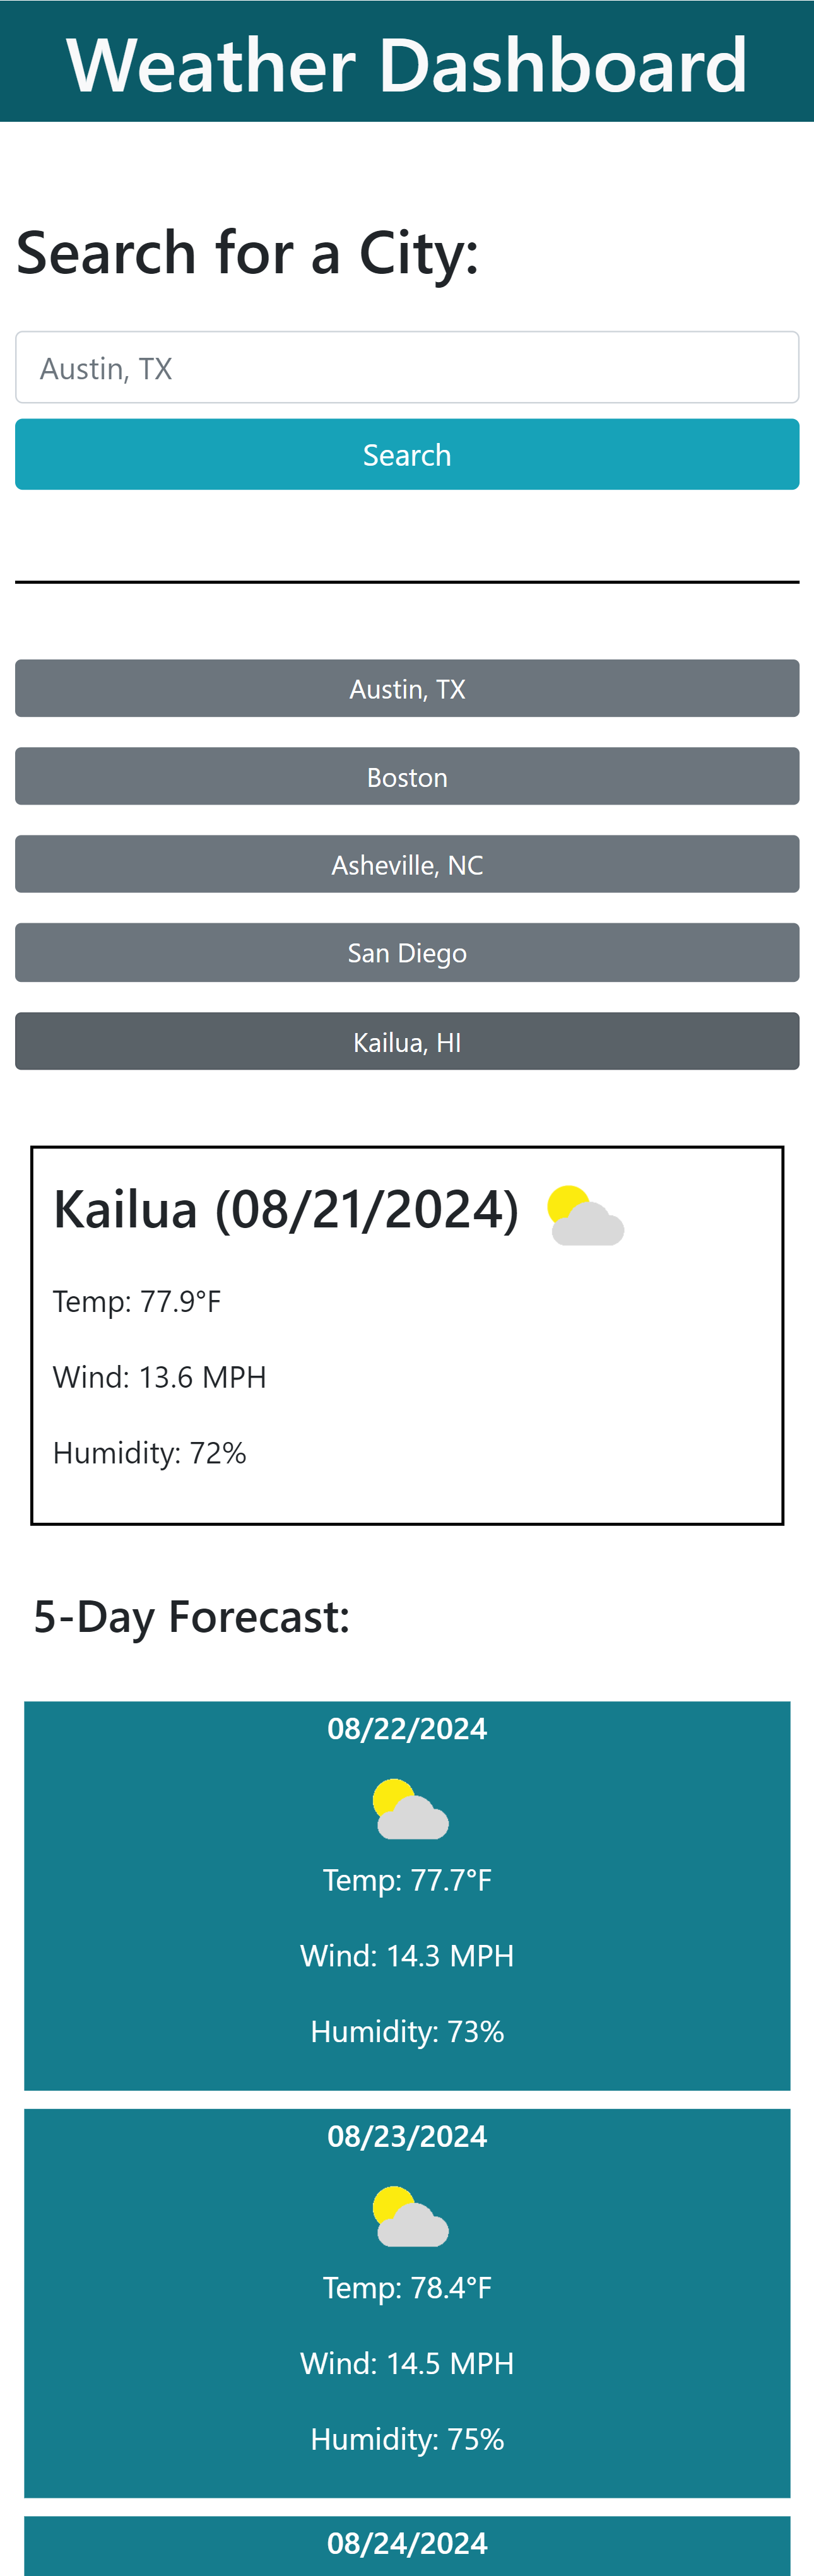 Weather Dashboard
Search for a City:
Austin, TX
Search
Austin, TX
Boston
Asheville, NC
San Diego
Kailua, HI
Kailua (08/21/2024)
Temp: 77.9°F
Wind: 13.6 MPH
Humidity: 72%
5-Day Forecast:
08/22/2024
Temp: 77.7°F
Wind: 14.3 MPH
Humidity: 73%
08/23/2024
Temp: 78.4°F
Wind: 14.5 MPH
Humidity: 75%
08/24/2024